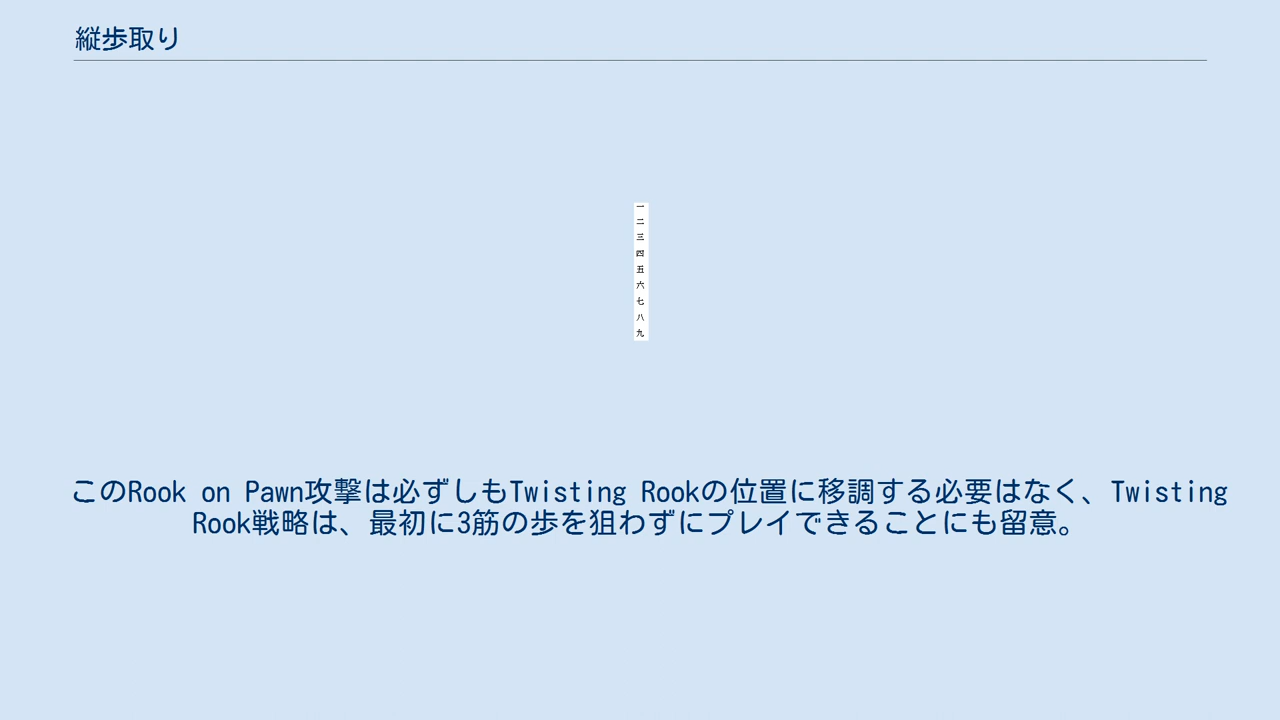 縦歩取り
一
二
三
四
五
六
七
八
九
このRook on Pawn攻撃は必ずしもTwisting Rookの位置に移調する必要はなく、Twisting
Rook戦略は、最初に3筋の歩を狙わずにプレイできることにも留意。